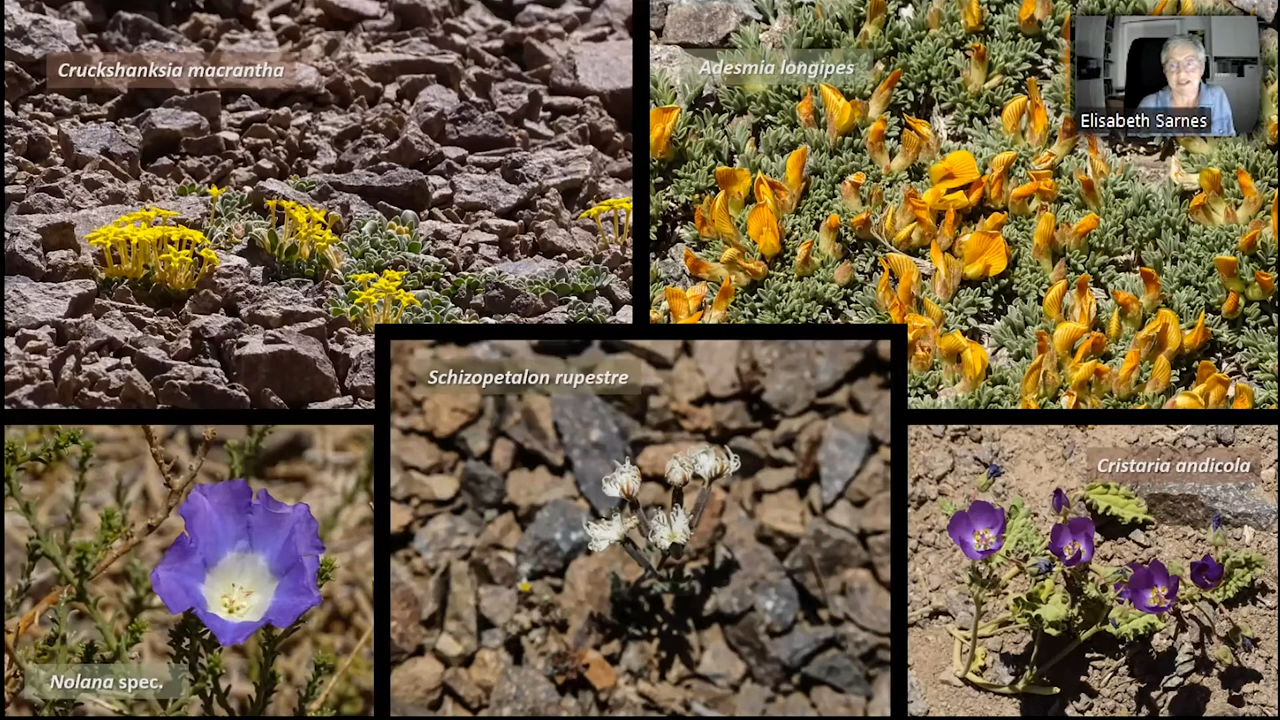 Cruckshanksia macrantha
Adesmia longipes
Elisabeth Sarnes
Schizopetalon rupestre
Cristaria andicola
Nolana spec.